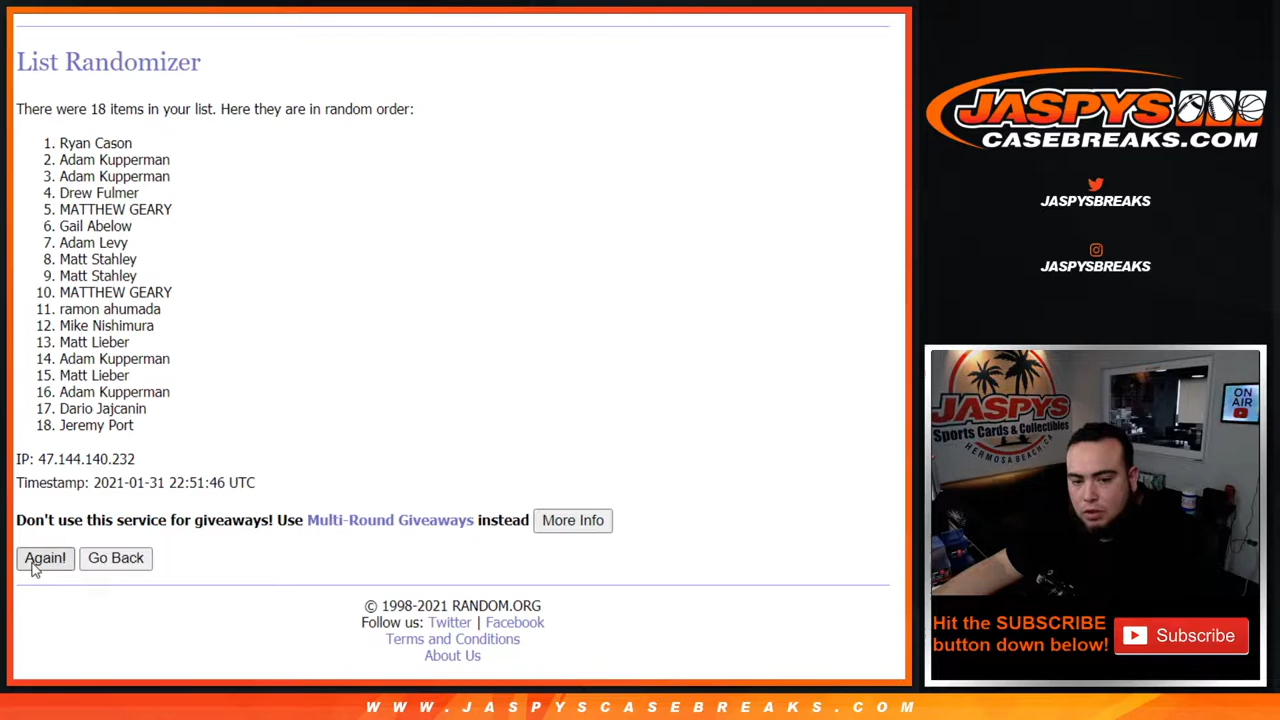 List Randomizer
There were 18 items in your list. Here they are in random order:
1. Ryan Cason
2. Adam Kupperman
3. Adam Kupperman
4. Drew Fulmer
5. MATTHEW GEARY
6. Gail Abelow
7. Adam Levy
8. Matt Stahley
9. Matt Stahley
10. MATTHEW GEARY
11. ramon ahumada
12. Mike Nishimura
13. Matt Lieber
14. Adam Kupperman
15. Matt Lieber
16. Adam Kupperman
17. Dario Jajcanin
18. Jeremy Port
IP: 47.144.140.232
Timestamp: 2021-01-31 22:51:46 UTC
Don't use this service for giveaways! Use Multi-Round Giveaways instead More Info
Again! Go Back
© 1998-2021 RANDOM.ORG
Follow us: Twitter | Facebook
Terms and Conditions
About Us
JASPYS
CASEBREAKS.COM
JASPYSBREAKS
JASPYSBREAKS
JASPYS
Sports Cards & Collectibles
HERMOSA BEACH, CA
ON
AIR
Hit the SUBSCRIBE
button down below!
Subscribe
WWW.JASPYSCASEBREAKS.COM